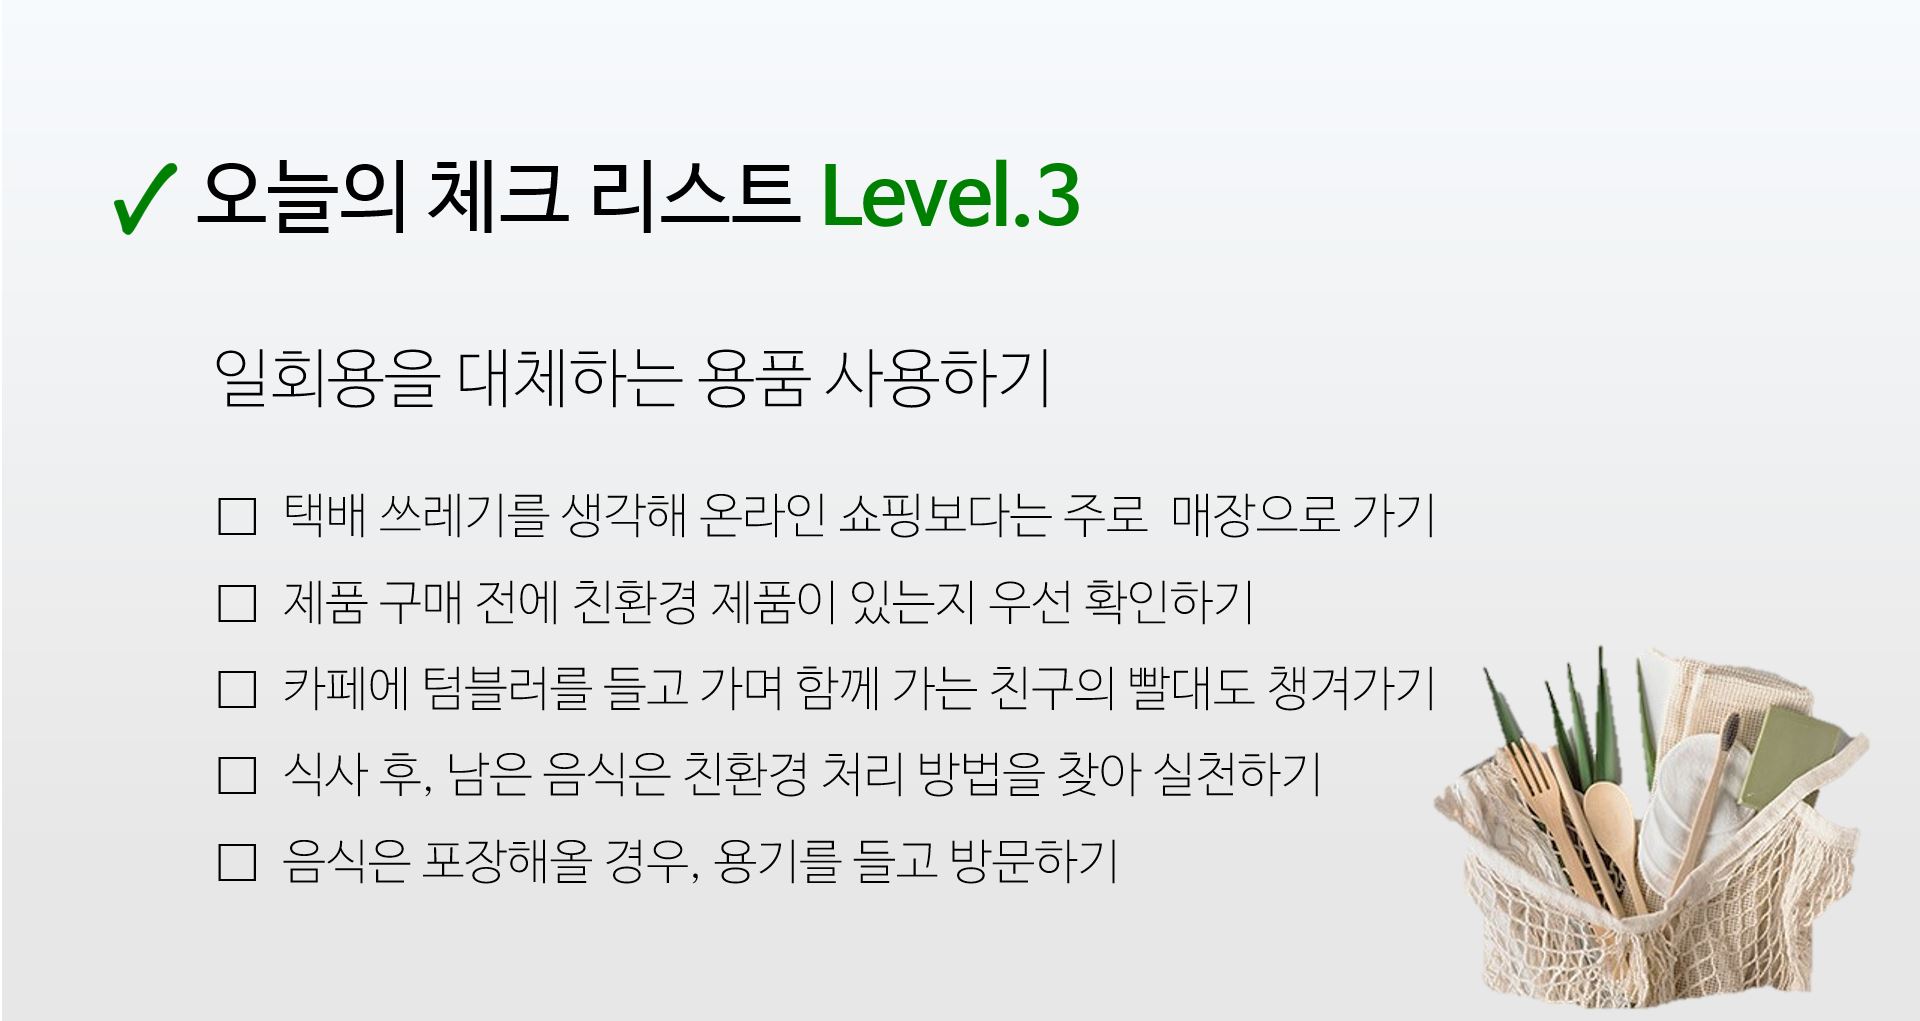 ✓ 오늘의 체크 리스트 Level.3
일회용을 대체하는 용품 사용하기
□ 택배 쓰레기를 생각해 온라인 쇼핑보다는 주로  매장으로 가기
□ 제품 구매 전에 친환경 제품이 있는지 우선 확인하기
□ 카페에 텀블러를 들고 가며 함께 가는 친구의 빨대도 챙겨가기
□ 식사 후, 남은 음식은 친환경 처리 방법을 찾아 실천하기
□ 음식은 포장해올 경우, 용기를 들고 방문하기